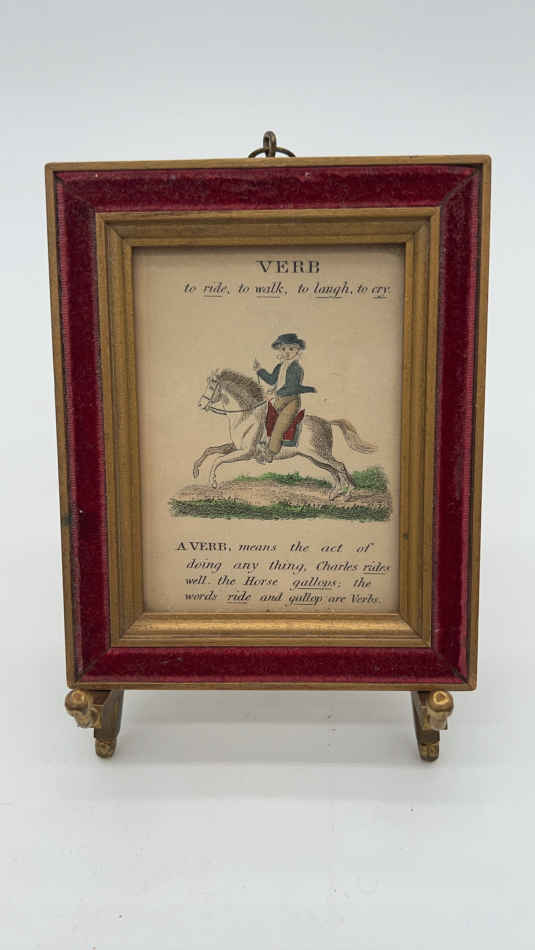 VERB
to ride, to walk, to laugh, to cry.
A VERB, means the act of
doing any thing, Charles rides
well. the Horse gallops; the
words ride and gallop are Verbs.